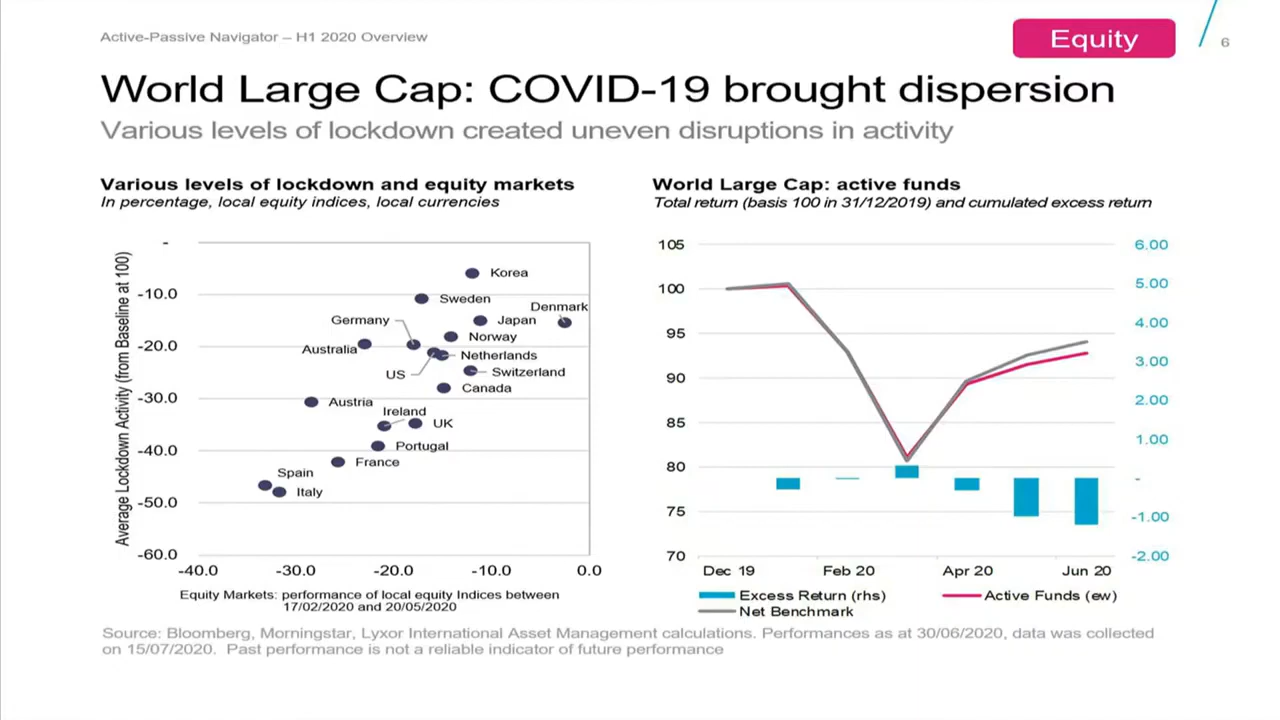 Active-Passive Navigator – H1 2020 Overview
Equity
6
World Large Cap: COVID-19 brought dispersion
Various levels of lockdown created uneven disruptions in activity
Various levels of lockdown and equity markets
In percentage, local equity indices, local currencies
Average Lockdown Activity (from Baseline at 100)
-
-10.0
-20.0
-30.0
-40.0
-50.0
-60.0
Korea
Sweden
Denmark
Germany
Japan
Norway
Australia
Netherlands
US
Switzerland
Canada
Austria
Ireland
UK
Portugal
France
Spain
Italy
-40.0
-30.0
-20.0
-10.0
0.0
Equity Markets: performance of local equity Indices between
17/02/2020 and 20/05/2020
World Large Cap: active funds
Total return (basis 100 in 31/12/2019) and cumulated excess return
105
100
95
90
85
80
75
70
6.00
5.00
4.00
3.00
2.00
1.00
-
-1.00
-2.00
Dec 19
Feb 20
Apr 20
Jun 20
Excess Return (rhs)
Active Funds (ew)
Net Benchmark
Source: Bloomberg, Morningstar, Lyxor International Asset Management calculations. Performances as at 30/06/2020, data was collected
on 15/07/2020. Past performance is not a reliable indicator of future performance